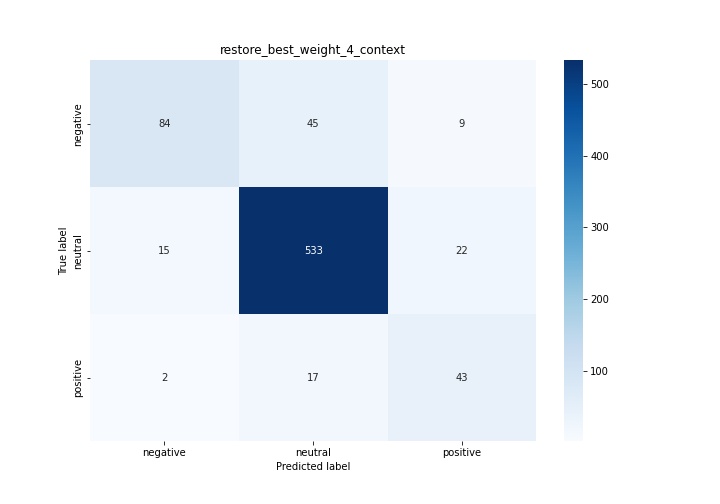 restore_best_weight_4_context
negative
84
45
9
500
400
True label
neutral
15
533
22
300
200
positive
2
17
43
100
negative
neutral
positive
Predicted label